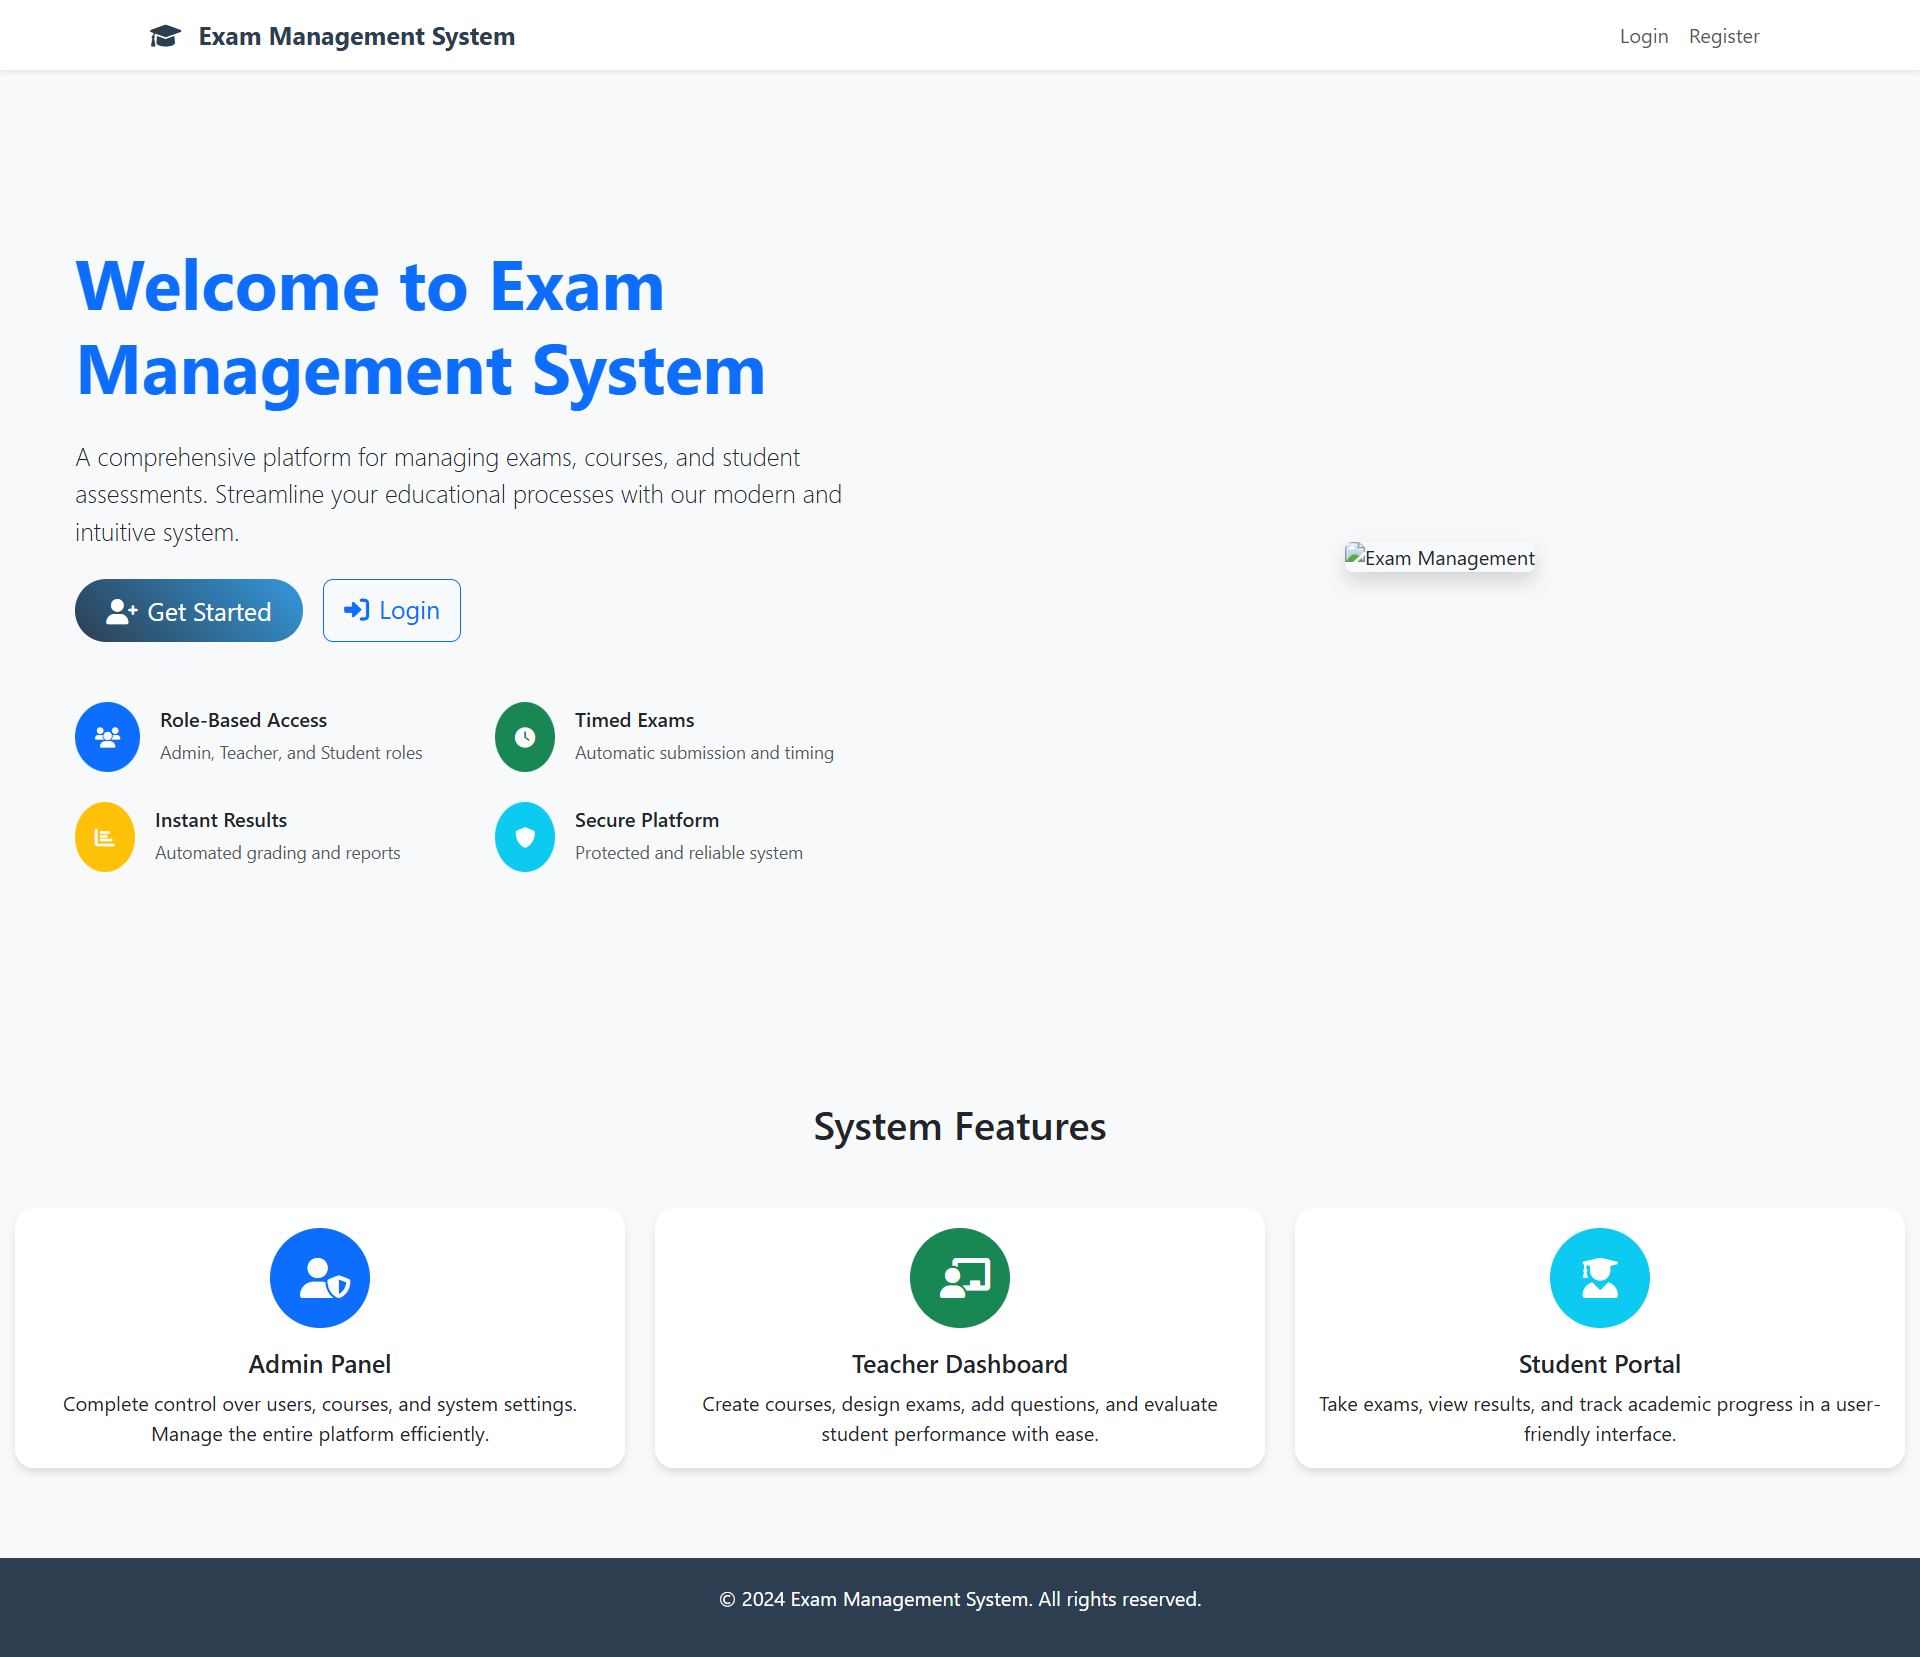 Exam Management System
Login
Register
Welcome to Exam
Management System
A comprehensive platform for managing exams, courses, and student
assessments. Streamline your educational processes with our modern and
intuitive system.
Get Started
Login
Role-Based Access
Admin, Teacher, and Student roles
Timed Exams
Automatic submission and timing
Instant Results
Automated grading and reports
Secure Platform
Protected and reliable system
Exam Management
System Features
Admin Panel
Complete control over users, courses, and system settings.
Manage the entire platform efficiently.
Teacher Dashboard
Create courses, design exams, add questions, and evaluate
student performance with ease.
Student Portal
Take exams, view results, and track academic progress in a user-
friendly interface.
© 2024 Exam Management System. All rights reserved.